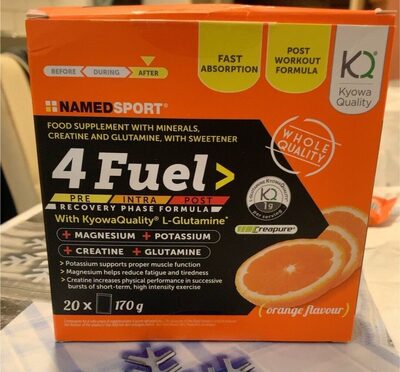 BEFORE
DURING
AFTER
FAST
ABSORPTION
POST
WORKOUT
FORMULA
KQ
Kyowa
Quality
NAMEDSPORT®
FOOD SUPPLEMENT WITH MINERALS,
CREATINE AND GLUTAMINE, WITH SWEETENER
WHOLE
QUALITY
4 Fuel>
PRE INTRA POST
RECOVERY PHASE FORMULA
With KyowaQuality® L-Glutamine*
L-Glutamine KyowaQuality®
KQ
1g
per serving
Creapure®
+ MAGNESIUM + POTASSIUM
+ CREATINE + GLUTAMINE
> Potassium supports proper muscle function
> Magnesium helps reduce fatigue and tiredness
> Creatine increases physical performance in successive
bursts of short-term, high intensity exercise
20 x 170 g
(orange flavour)